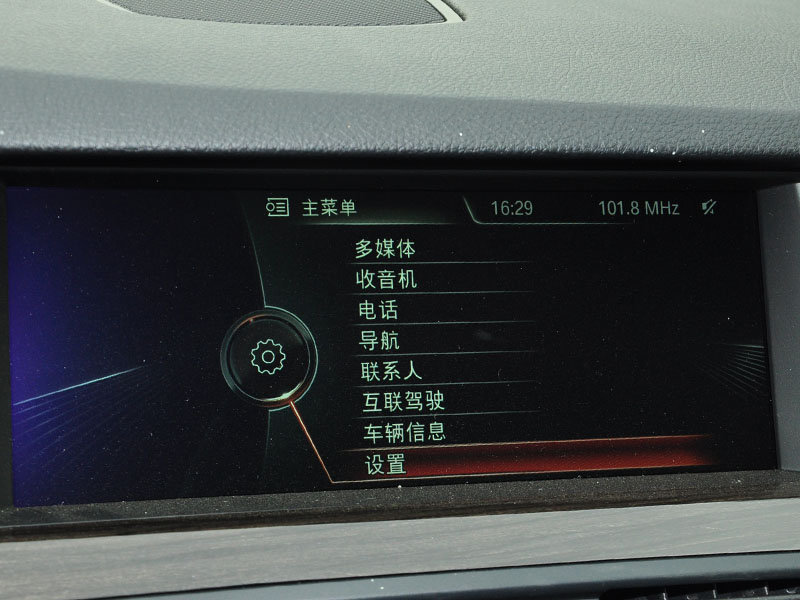 主菜单 16:29 101.8 MHz
多媒体
收音机
电话
导航
联系人
互联驾驶
车辆信息
设置